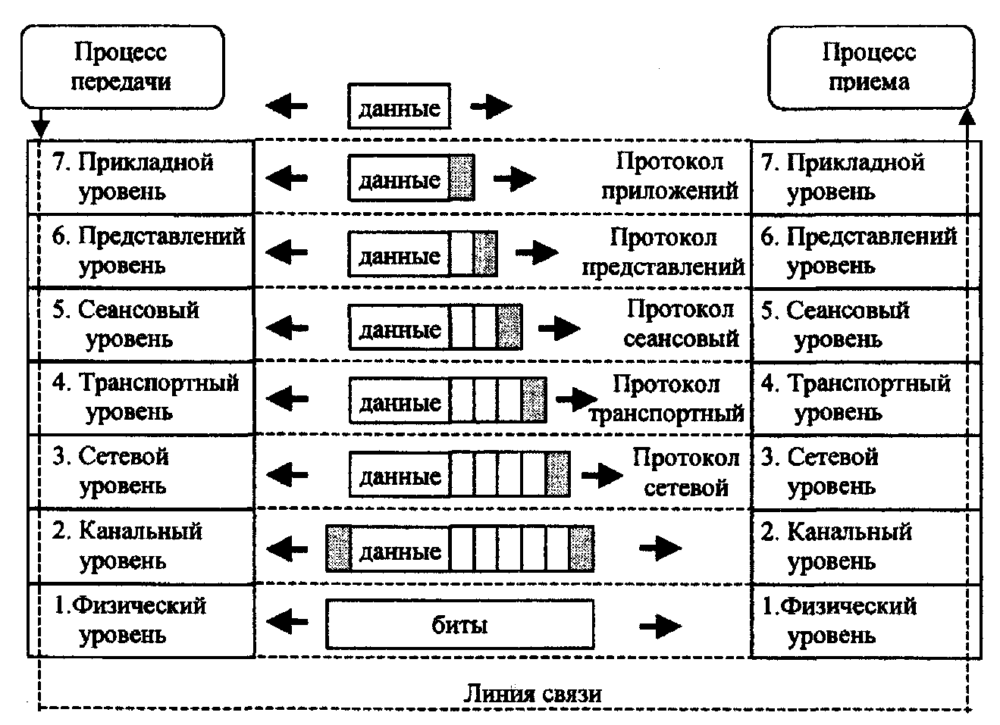 Процесс
передачи
Процесс
приема
данные
7. Прикладной
уровень
данные
Протокол
приложений
7. Прикладной
уровень
6. Представлений
уровень
данные
Протокол
представлений
6. Представлений
уровень
5. Сеансовый
уровень
данные
Протокол
сеансовый
5. Сеансовый
уровень
4. Транспортный
уровень
данные
Протокол
транспортный
4. Транспортный
уровень
3. Сетевой
уровень
данные
Протокол
сетевой
3. Сетевой
уровень
2. Канальный
уровень
данные
2. Канальный
уровень
1.Физический
уровень
биты
1.Физический
уровень
Линия связи